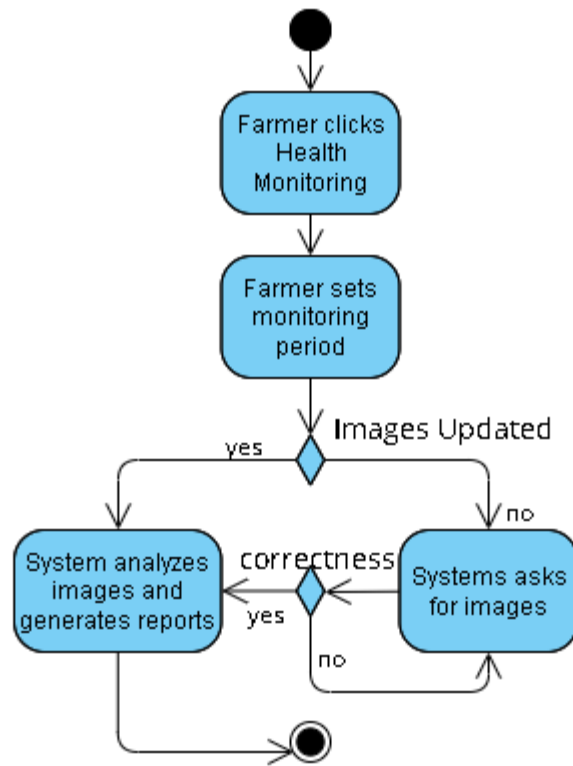 Farmer clicks
Health
Monitoring
Farmer sets
monitoring
period
Images Updated
yes
no
System analyzes
images and
generates reports
correctness
yes
no
Systems asks
for images